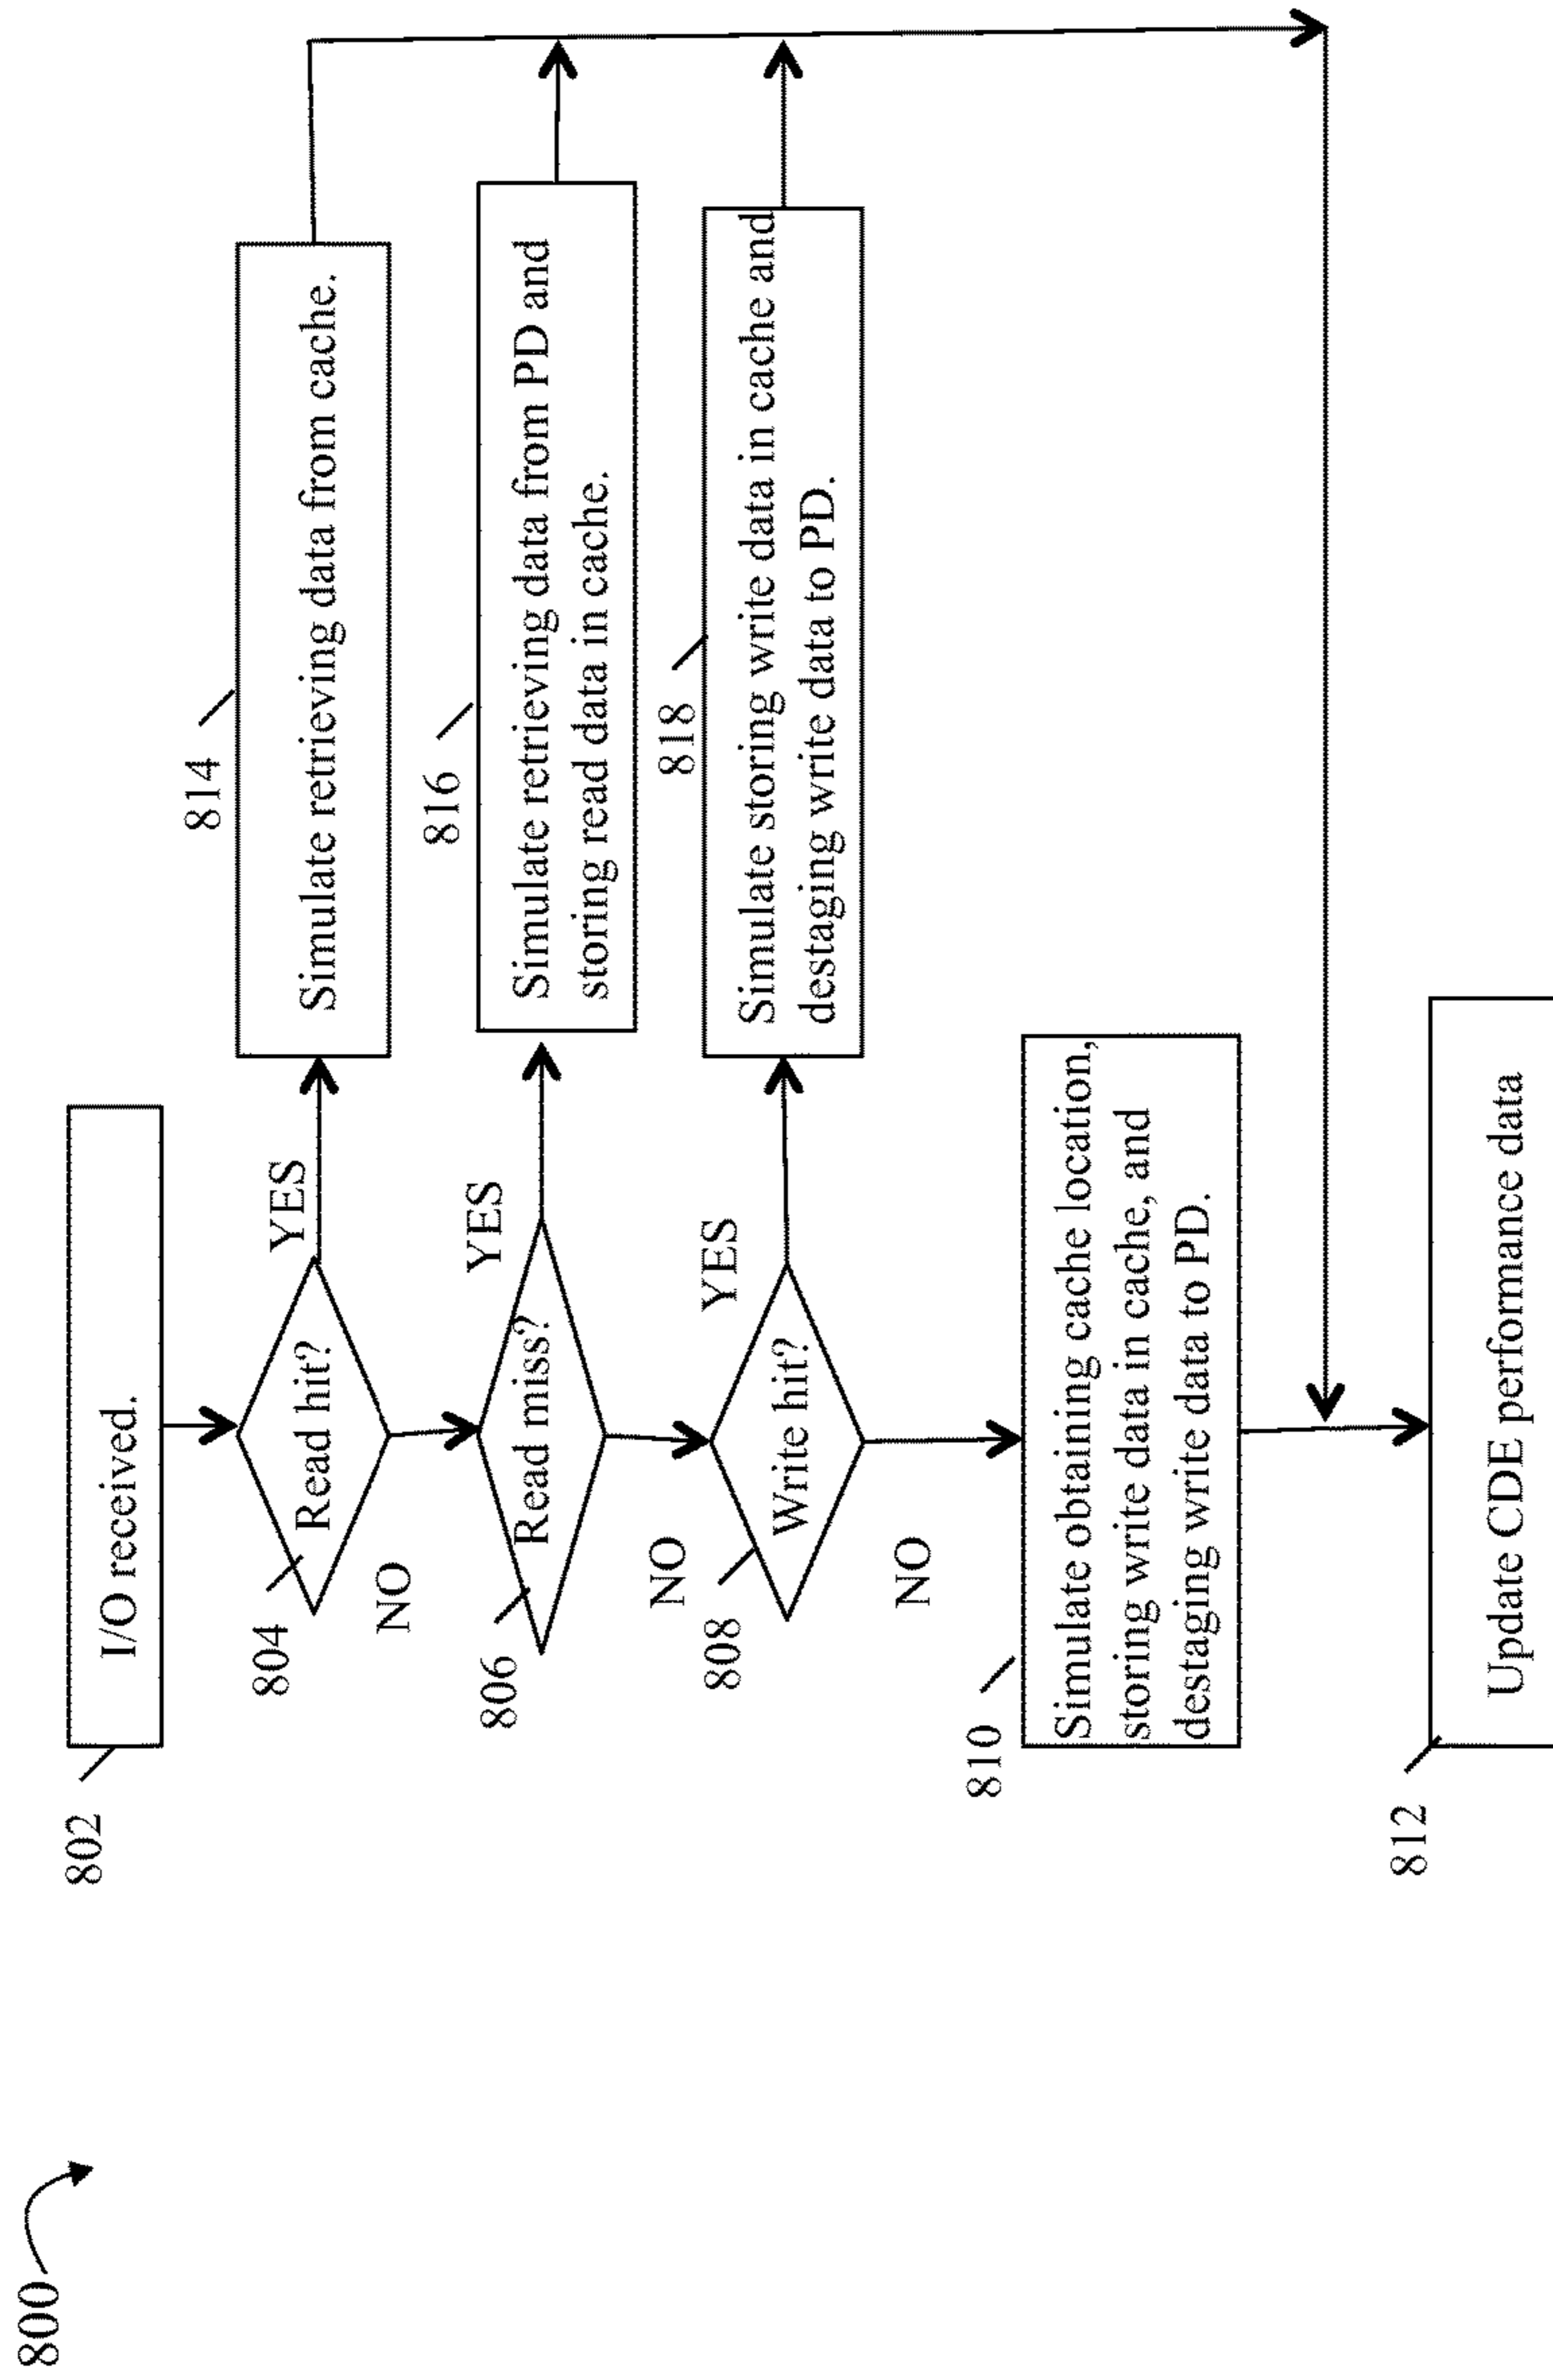 800
802
I/O received.
804
Read hit?
YES
NO
814
Simulate retrieving data from cache.
806
Read miss?
YES
NO
816
Simulate retrieving data from PD and
storing read data in cache.
808
Write hit?
YES
NO
818
Simulate storing write data in cache and
destaging write data to PD.
810
Simulate obtaining cache location,
storing write data in cache, and
destaging write data to PD.
812
Update CDE performance data